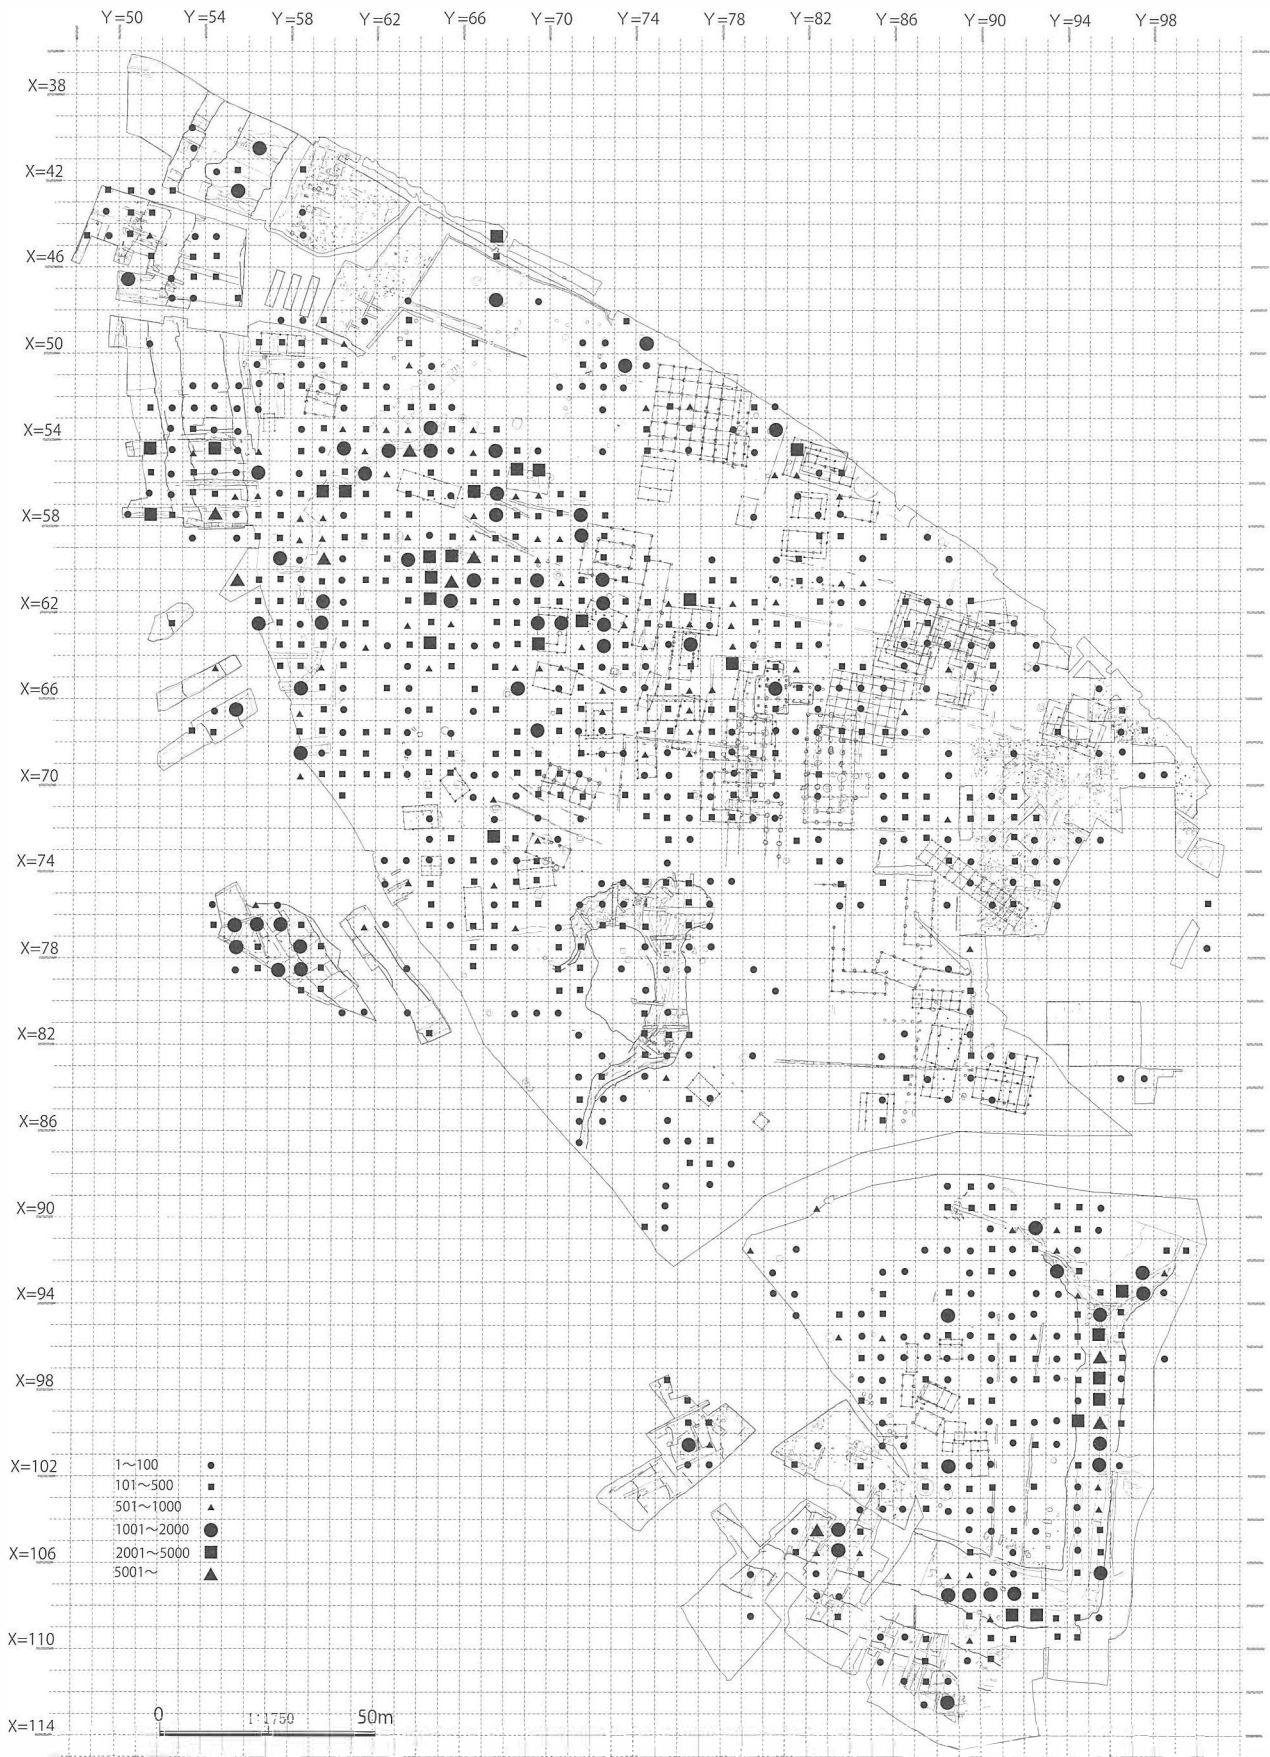 Y=50 Y=54 Y=58 Y=62 Y=66 Y=70 Y=74 Y=78 Y=82 Y=86 Y=90 Y=94 Y=98
X=38
X=42
X=46
X=50
X=54
X=58
X=62
X=66
X=70
X=74
X=78
X=82
X=86
X=90
X=94
X=98
X=102
1～100
101～500
501～1000
1001～2000
2001～5000
5001～
X=106
X=110
X=114
0 1:1750 50m